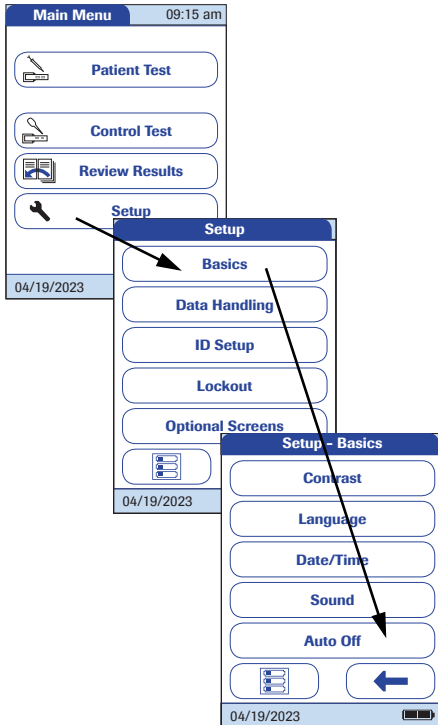 Main Menu 09:15 am
Patient Test
Control Test
Review Results
Setup
04/19/2023
Setup
Basics
Data Handling
ID Setup
Lockout
Optional Screens
04/19/2023
Setup - Basics
Contrast
Language
Date/Time
Sound
Auto Off
04/19/2023